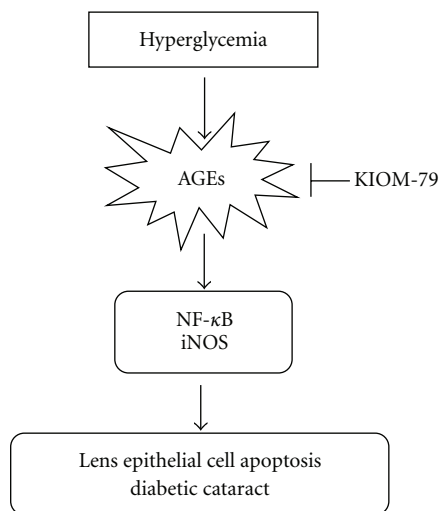 Hyperglycemia
AGEs
KIOM-79
NF-κB
iNOS
Lens epithelial cell apoptosis
diabetic cataract